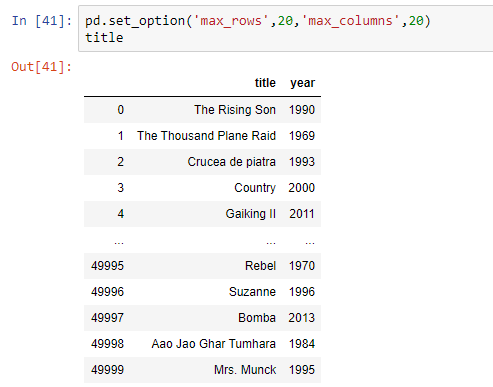 In [41]: pd.set_option('max_rows',20,'max_columns',20)
title
Out[41]:
title year
0 The Rising Son 1990
1 The Thousand Plane Raid 1969
2 Crucea de piatra 1993
3 Country 2000
4 Gaiking II 2011
... ... ...
49995 Rebel 1970
49996 Suzanne 1996
49997 Bomba 2013
49998 Aao Jao Ghar Tumhara 1984
49999 Mrs. Munck 1995